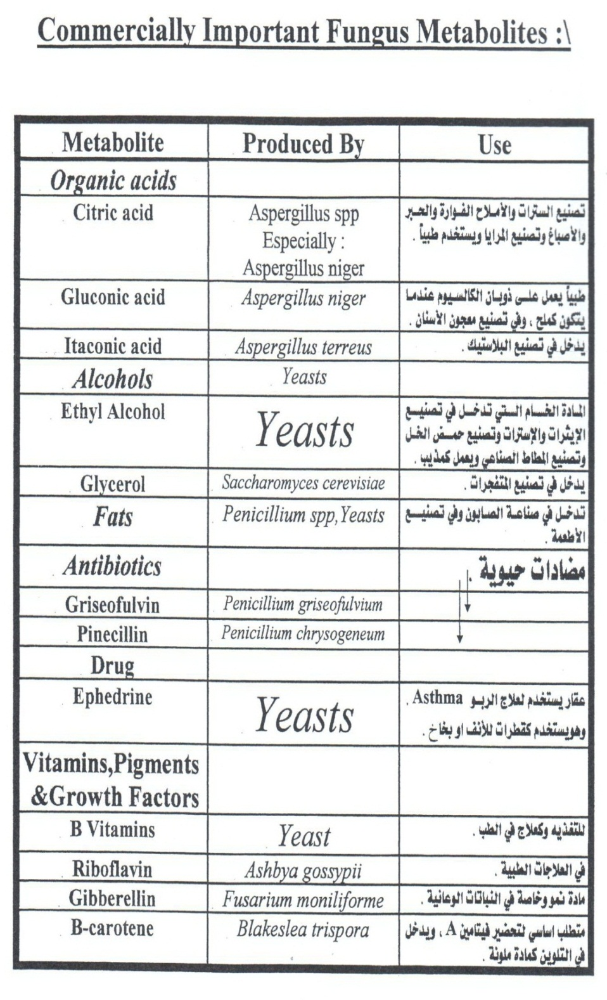 Commercially Important Fungus Metabolites :\
Metabolite Produced By Use
Organic acids
Citric acid
Aspergillus spp
Especially :
Aspergillus niger
تصنيع السترات والأملاح الفوارة والحبر
والأصباغ وتصنيع المرايا ويستخدم طبياً .
Gluconic acid
Aspergillus niger
طبياً يعمل على ذوبان الكالسيوم عندما
يتكون كملح ، وفي تصنيع معجون الأسنان .
Itaconic acid
Aspergillus terreus
يدخل في تصنيع البلاستيك .
Alcohols
Yeasts
Ethyl Alcohol
Yeasts
المادة الخام التي تدخل في تصنيع
الإيثرات والإسترات وتصنيع حمض الخل
وتصنيع المطاط الصناعي ويعمل كمذيب .
Glycerol
Saccharomyces cerevisiae
يدخل في تصنيع المتفجرات .
Fats
Penicillium spp,Yeasts
تدخل في صناعة الصابون وفي تصنيع
الأطعمة .
Antibiotics
مضادات حيوية .
Griseofulvin
Penicillium griseofulvium
Pinecillin
Penicillium chrysogeneum
Drug
Ephedrine
Yeasts
عقار يستخدم لعلاج الربو Asthma .
وهويستخدم كقطرات للأنف او بخاخ .
Vitamins,Pigments
&Growth Factors
B Vitamins
Yeast
للتغذيه وكعلاج في الطب .
Riboflavin
Ashbya gossypii
في العلاجات الطبية .
Gibberellin
Fusarium moniliforme
مادة نمو وخاصة في النباتات الوعائية .
B-carotene
Blakeslea trispora
متطلب اساسي لتحضير فيتامين A ، ويدخل
في التلوين كمادة ملونة .